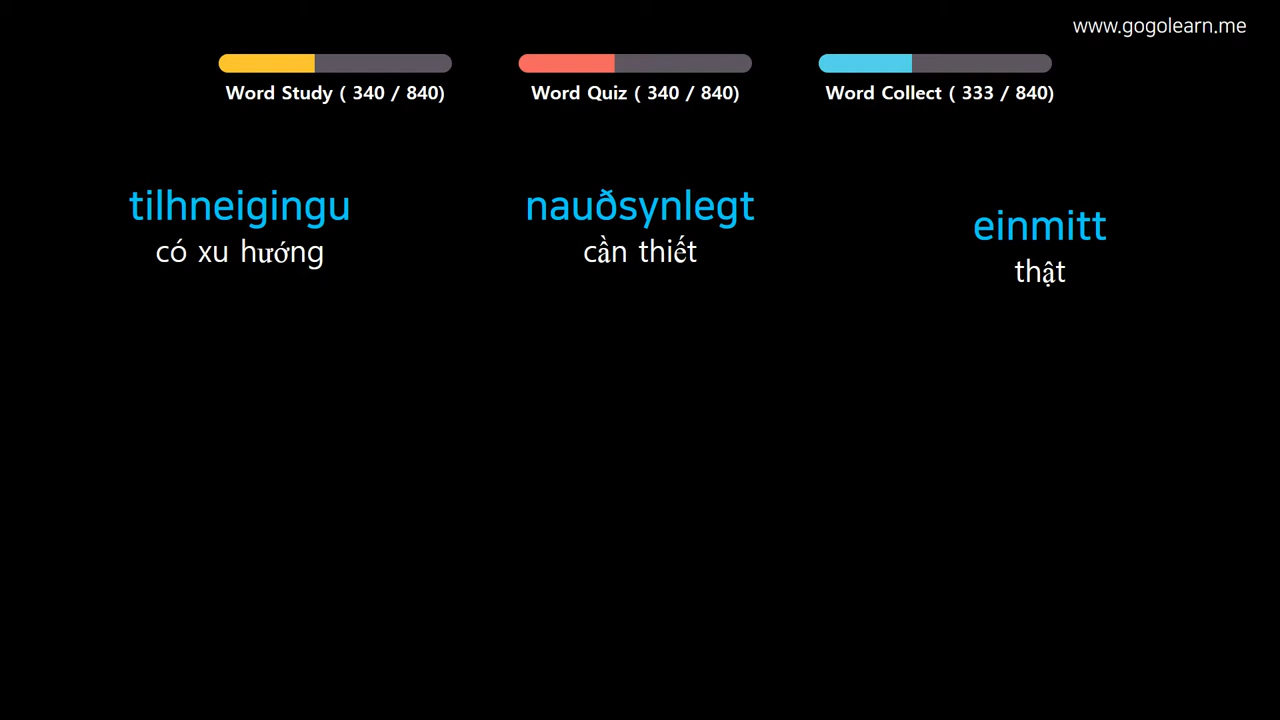 www.gogolearn.me
Word Study ( 340 / 840)
Word Quiz ( 340 / 840)
Word Collect ( 333 / 840)
tilhneigingu
có xu hướng
nauðsynlegt
cần thiết
einmitt
thật